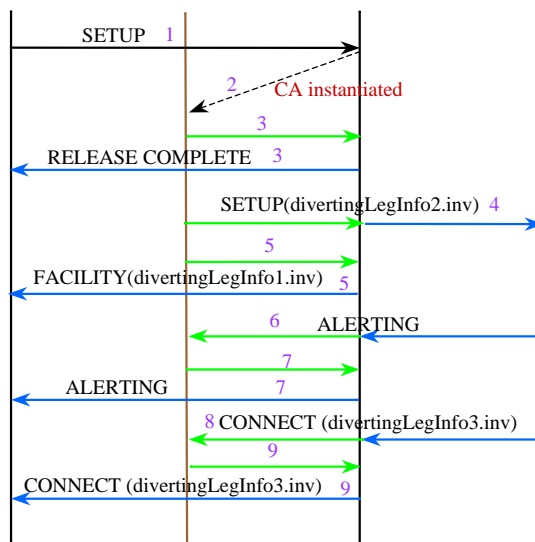 SETUP 1
2
CA instantiated
3
RELEASE COMPLETE 3
SETUP(divertingLegInfo2.inv) 4
5
FACILITY(divertingLegInfo1.inv) 5
6 ALERTING
7
ALERTING 7
8 CONNECT (divertingLegInfo3.inv)
9
CONNECT (divertingLegInfo3.inv) 9